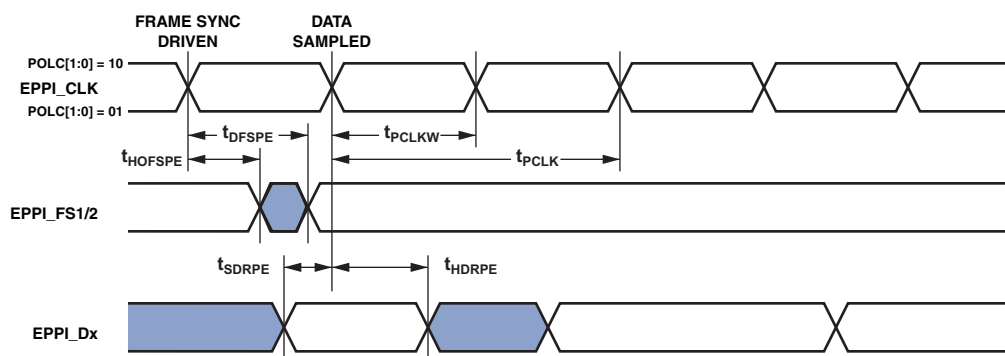 FRAME SYNC
DRIVEN
DATA
SAMPLED
POLC[1:0] = 10
EPPI_CLK
POLC[1:0] = 01
tDFSPE
tPCLKW
tHOFSPE
tPCLK
EPPI_FS1/2
tSDRPE
tHDRPE
EPPI_Dx